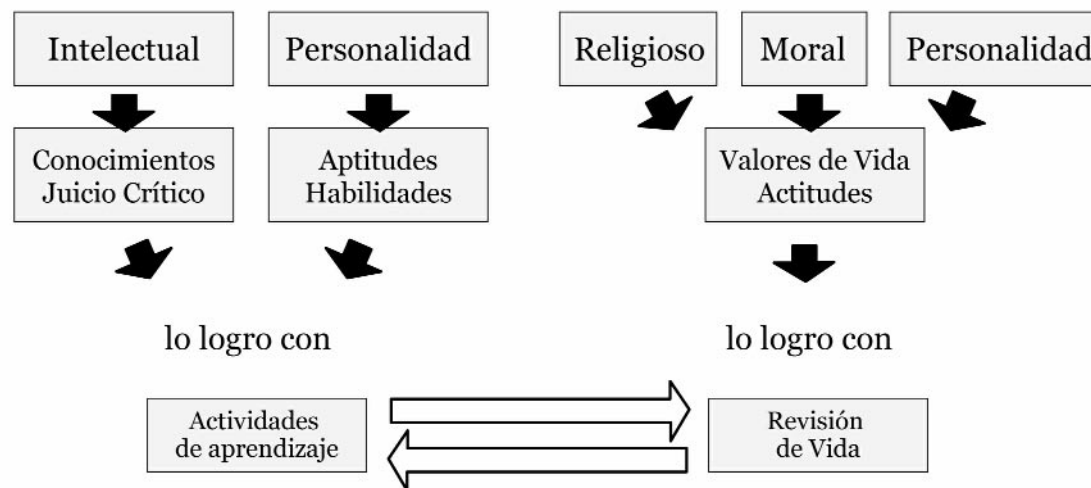 Intelectual
Personalidad
Religioso
Moral
Personalidad
Conocimientos
Juicio Crítico
Aptitudes
Habilidades
Valores de Vida
Actitudes
lo logro con
lo logro con
Actividades
de aprendizaje
Revisión
de Vida